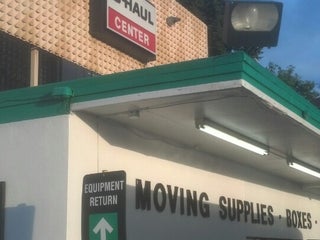 U-HAUL
CENTER
MOVING SUPPLIES · BOXES ·
EQUIPMENT
RETURN